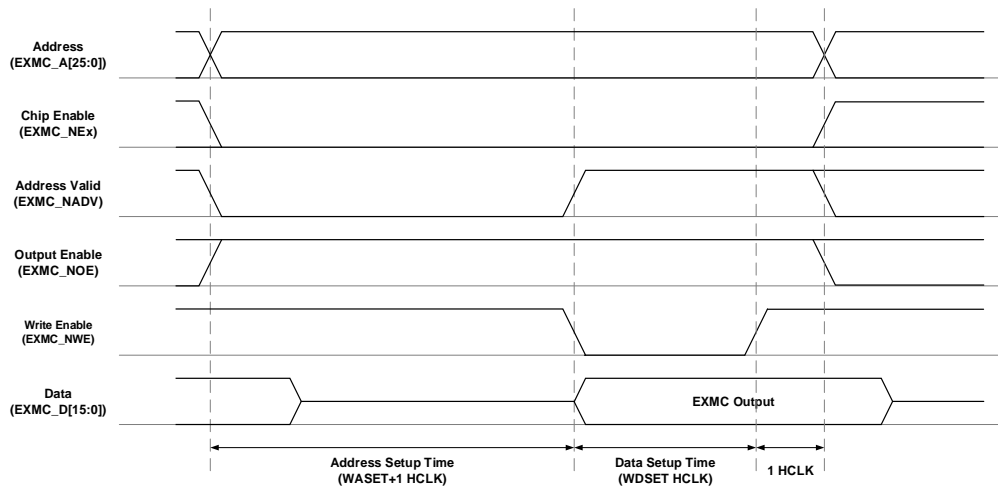 Address
(EXMC_A[25:0])
Chip Enable
(EXMC_NEx)
Address Valid
(EXMC_NADV)
Output Enable
(EXMC_NOE)
Write Enable
(EXMC_NWE)
Data
(EXMC_D[15:0])
EXMC Output
Address Setup Time
(WASET+1 HCLK)
Data Setup Time
(WDSET HCLK)
1 HCLK